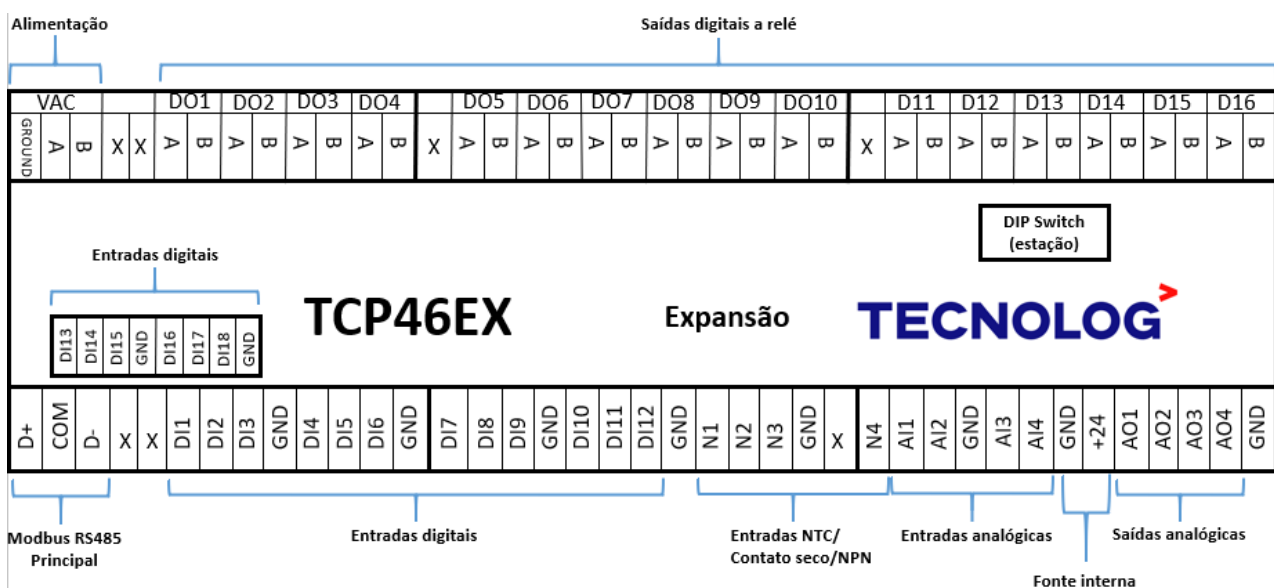 Alimentação
Saídas digitais a relé
VAC DO1 DO2 DO3 DO4 DO5 DO6 DO7 DO8 DO9 DO10 D11 D12 D13 D14 D15 D16
GROUND A B X X A B A B A B A B X A B A B A B A B A B A B X A B A B A B A B A B A B
DIP Switch
(estação)
Entradas digitais
DI13 DI14 DI15 GND DI16 DI17 DI18 GND
TCP46EX
Expansão
TECNOLOG>
D+ COM D- X X DI1 DI2 DI3 GND DI4 DI5 DI6 GND DI7 DI8 DI9 GND DI10 DI11 DI12 GND N1 N2 N3 GND X N4 AI1 AI2 GND AI3 AI4 GND +24 AO1 AO2 AO3 AO4 GND
Modbus RS485
Principal
Entradas digitais
Entradas NTC/
Contato seco/NPN
Entradas analógicas
Fonte interna
Saídas analógicas